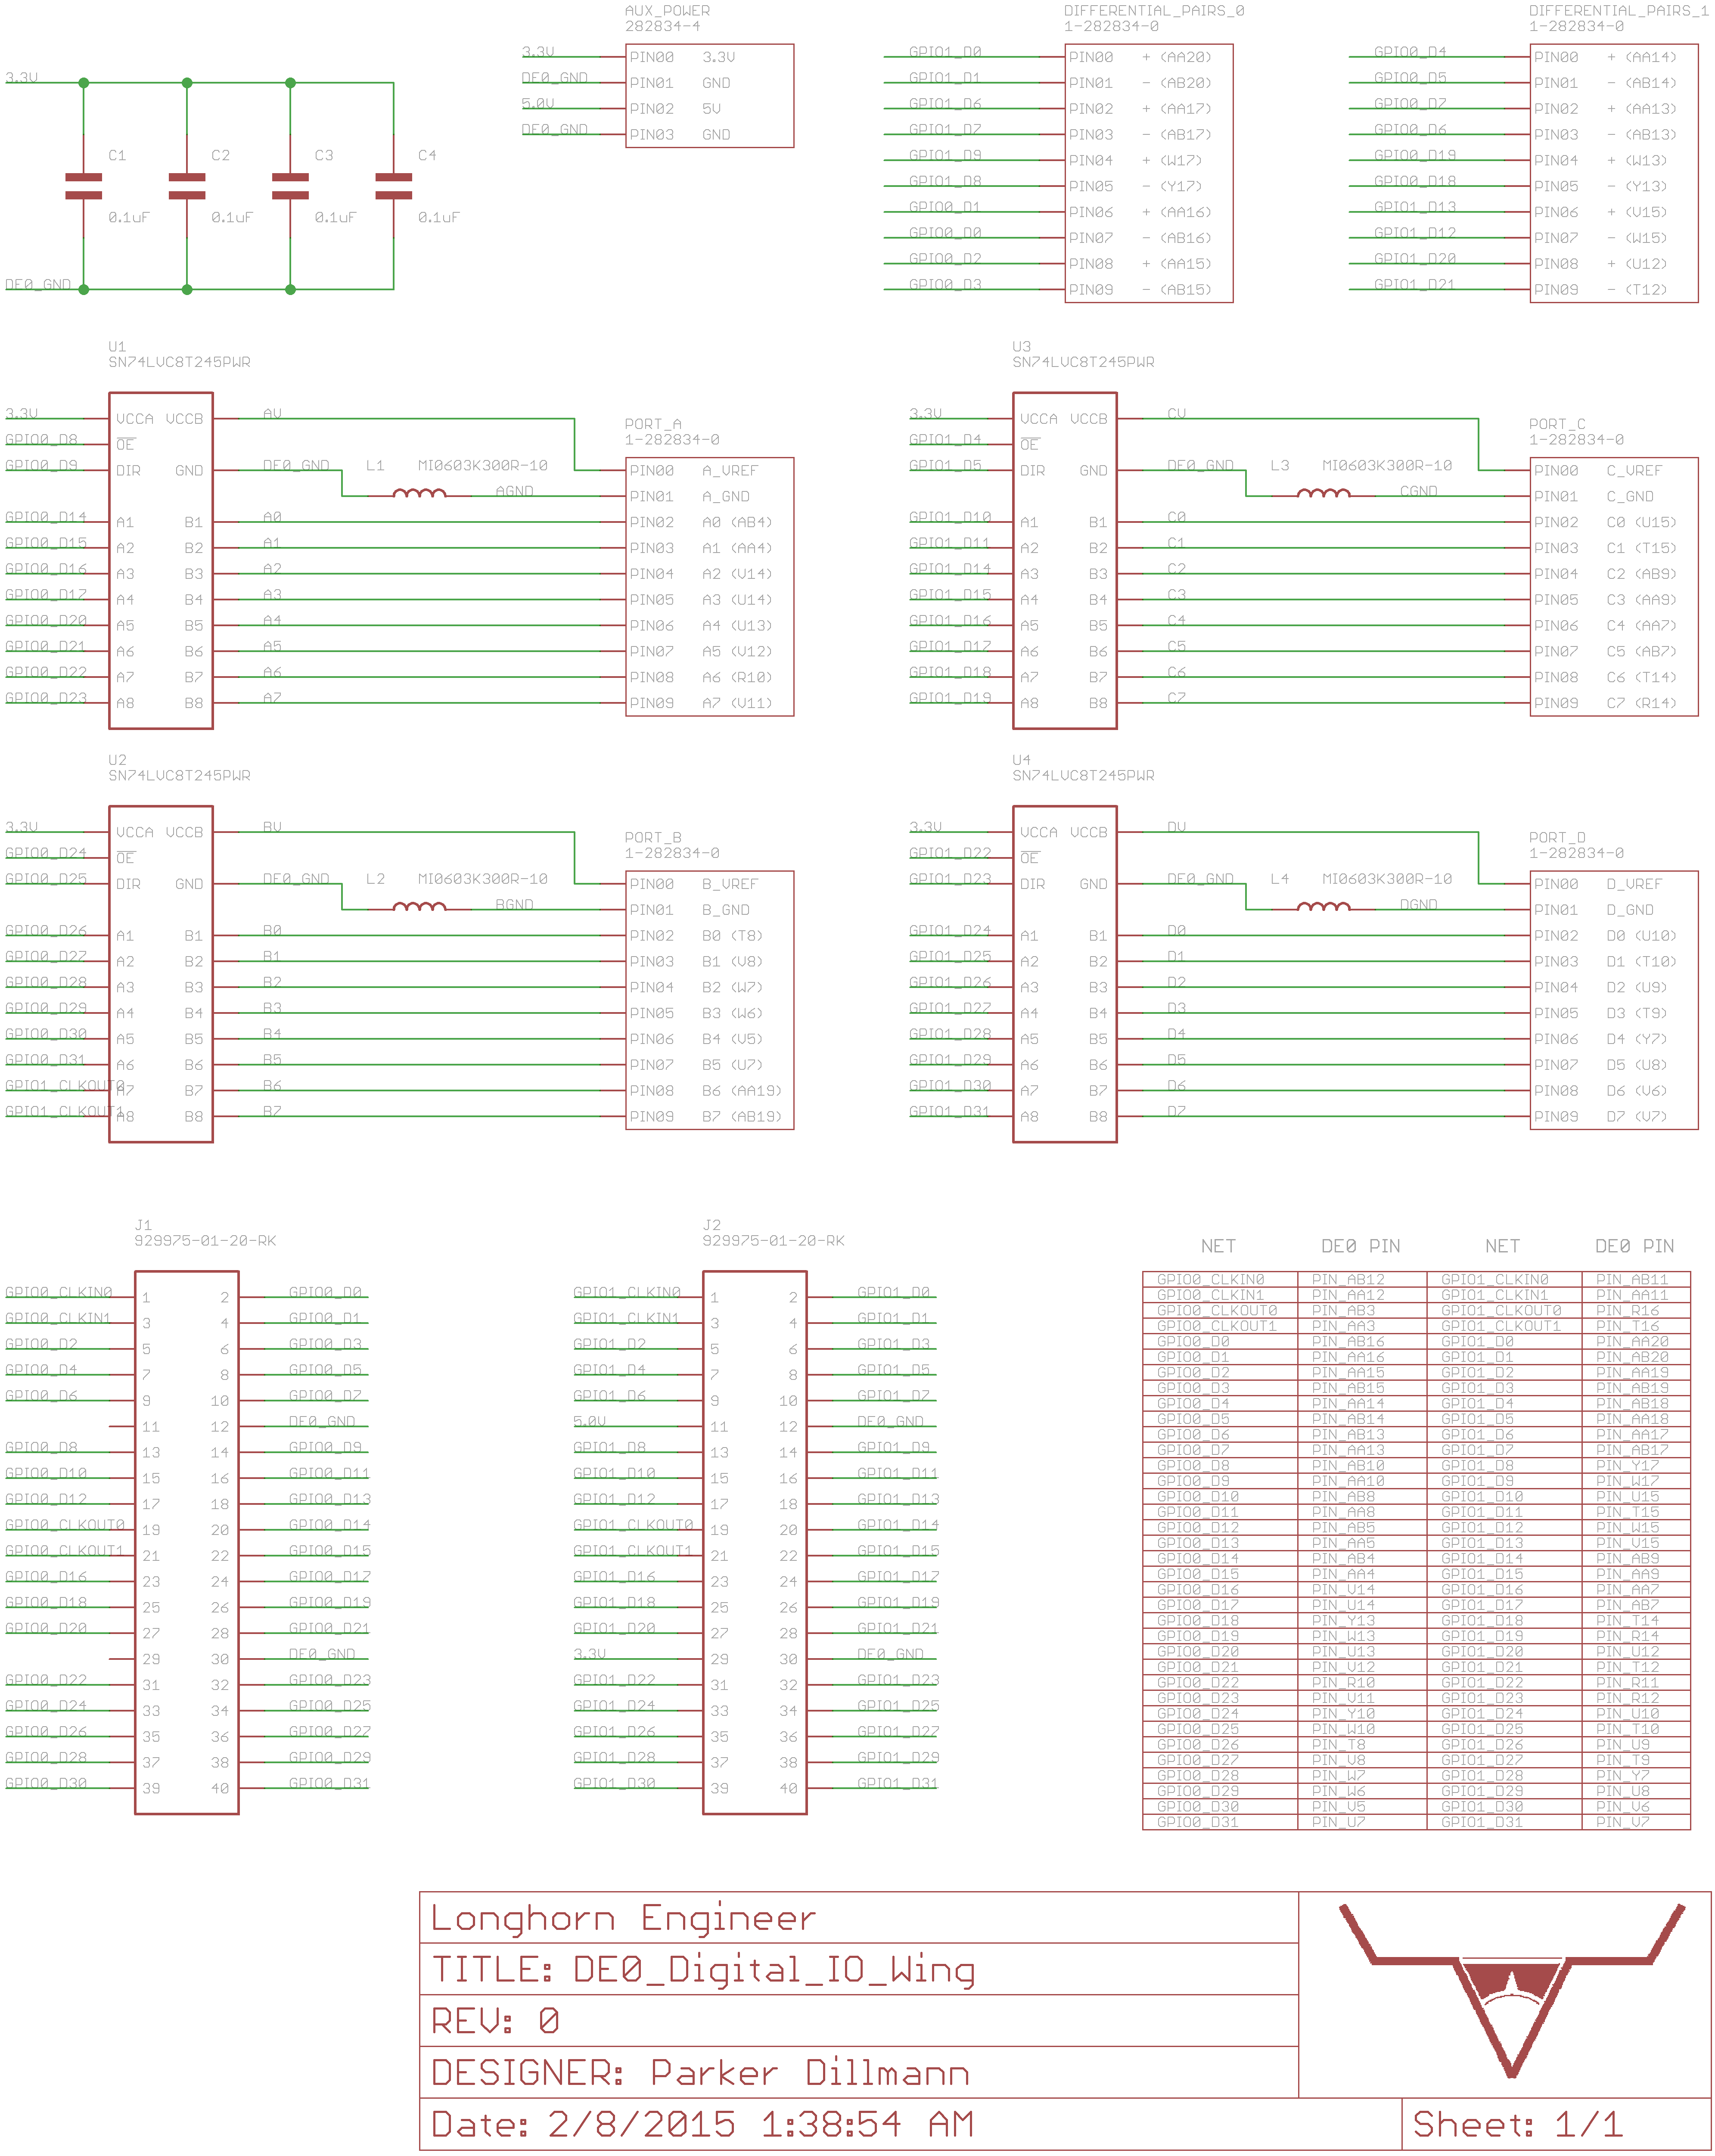 3.3V
C1
C2
C3
C4
0.1uF
0.1uF
0.1uF
0.1uF
DE0_GND
AUX_POWER
282834-4
3.3V PIN00 3.3V
DE0_GND PIN01 GND
5.0V PIN02 5V
DE0_GND PIN03 GND
DIFFERENTIAL_PAIRS_0
1-282834-0
GPIO1_D0 PIN00 + (AA20)
GPIO1_D1 PIN01 - (AB20)
GPIO1_D6 PIN02 + (AA17)
GPIO1_D7 PIN03 - (AB17)
GPIO1_D9 PIN04 + (W17)
GPIO1_D8 PIN05 - (Y17)
GPIO0_D1 PIN06 + (AA16)
GPIO0_D0 PIN07 - (AB16)
GPIO0_D2 PIN08 + (AA15)
GPIO0_D3 PIN09 - (AB15)
DIFFERENTIAL_PAIRS_1
1-282834-0
GPIO0_D4 PIN00 + (AA14)
GPIO0_D5 PIN01 - (AB14)
GPIO0_D7 PIN02 + (AA13)
GPIO0_D6 PIN03 - (AB13)
GPIO0_D19 PIN04 + (W13)
GPIO0_D18 PIN05 - (Y13)
GPIO1_D13 PIN06 + (V15)
GPIO1_D12 PIN07 - (W15)
GPIO1_D20 PIN08 + (U12)
GPIO1_D21 PIN09 - (T12)
U1
SN74LVC8T245PWR
PORT_A
1-282834-0
3.3V VCCA VCCB AV
GPIO0_D8 OE
GPIO0_D9 DIR GND DE0_GND L1 MI0603K300R-10 PIN00 A_VREF
AGND PIN01 A_GND
GPIO0_D14 A1 B1 A0 PIN02 A0 (AB4)
GPIO0_D15 A2 B2 A1 PIN03 A1 (AA4)
GPIO0_D16 A3 B3 A2 PIN04 A2 (V14)
GPIO0_D17 A4 B4 A3 PIN05 A3 (U14)
GPIO0_D20 A5 B5 A4 PIN06 A4 (U13)
GPIO0_D21 A6 B6 A5 PIN07 A5 (V12)
GPIO0_D22 A7 B7 A6 PIN08 A6 (R10)
GPIO0_D23 A8 B8 A7 PIN09 A7 (V11)
U3
SN74LVC8T245PWR
PORT_C
1-282834-0
3.3V VCCA VCCB CV
GPIO1_D4 OE
GPIO1_D5 DIR GND DE0_GND L3 MI0603K300R-10 PIN00 C_VREF
CGND PIN01 C_GND
GPIO1_D10 A1 B1 C0 PIN02 C0 (U15)
GPIO1_D11 A2 B2 C1 PIN03 C1 (T15)
GPIO1_D14 A3 B3 C2 PIN04 C2 (AB9)
GPIO1_D15 A4 B4 C3 PIN05 C3 (AA9)
GPIO1_D16 A5 B5 C4 PIN06 C4 (AA7)
GPIO1_D17 A6 B6 C5 PIN07 C5 (AB7)
GPIO1_D18 A7 B7 C6 PIN08 C6 (T14)
GPIO1_D19 A8 B8 C7 PIN09 C7 (R14)
U2
SN74LVC8T245PWR
PORT_B
1-282834-0
3.3V VCCA VCCB BV
GPIO0_D24 OE
GPIO0_D25 DIR GND DE0_GND L2 MI0603K300R-10 PIN00 B_VREF
BGND PIN01 B_GND
GPIO0_D26 A1 B1 B0 PIN02 B0 (T8)
GPIO0_D27 A2 B2 B1 PIN03 B1 (V8)
GPIO0_D28 A3 B3 B2 PIN04 B2 (W7)
GPIO0_D29 A4 B4 B3 PIN05 B3 (W6)
GPIO0_D30 A5 B5 B4 PIN06 B4 (V5)
GPIO0_D31 A6 B6 B5 PIN07 B5 (U7)
GPIO1_CLKOUT0 A7 B7 B6 PIN08 B6 (AA19)
GPIO1_CLKOUT1 A8 B8 B7 PIN09 B7 (AB19)
U4
SN74LVC8T245PWR
PORT_D
1-282834-0
3.3V VCCA VCCB DV
GPIO1_D22 OE
GPIO1_D23 DIR GND DE0_GND L4 MI0603K300R-10 PIN00 D_VREF
DGND PIN01 D_GND
GPIO1_D24 A1 B1 D0 PIN02 D0 (U10)
GPIO1_D25 A2 B2 D1 PIN03 D1 (T10)
GPIO1_D26 A3 B3 D2 PIN04 D2 (U9)
GPIO1_D27 A4 B4 D3 PIN05 D3 (T9)
GPIO1_D28 A5 B5 D4 PIN06 D4 (Y7)
GPIO1_D29 A6 B6 D5 PIN07 D5 (U8)
GPIO1_D30 A7 B7 D6 PIN08 D6 (V6)
GPIO1_D31 A8 B8 D7 PIN09 D7 (V7)
J1
929975-01-20-RK
GPIO0_CLKIN0 1 2 GPIO0_D0
GPIO0_CLKIN1 3 4 GPIO0_D1
GPIO0_D2 5 6 GPIO0_D3
GPIO0_D4 7 8 GPIO0_D5
GPIO0_D6 9 10 GPIO0_D7
11 12 DE0_GND
GPIO0_D8 13 14 GPIO0_D9
GPIO0_D10 15 16 GPIO0_D11
GPIO0_D12 17 18 GPIO0_D13
GPIO0_CLKOUT0 19 20 GPIO0_D14
GPIO0_CLKOUT1 21 22 GPIO0_D15
GPIO0_D16 23 24 GPIO0_D17
GPIO0_D18 25 26 GPIO0_D19
GPIO0_D20 27 28 GPIO0_D21
29 30 DE0_GND
GPIO0_D22 31 32 GPIO0_D23
GPIO0_D24 33 34 GPIO0_D25
GPIO0_D26 35 36 GPIO0_D27
GPIO0_D28 37 38 GPIO0_D29
GPIO0_D30 39 40 GPIO0_D31
J2
929975-01-20-RK
GPIO1_CLKIN0 1 2 GPIO1_D0
GPIO1_CLKIN1 3 4 GPIO1_D1
GPIO1_D2 5 6 GPIO1_D3
GPIO1_D4 7 8 GPIO1_D5
GPIO1_D6 9 10 GPIO1_D7
5.0V 11 12 DE0_GND
GPIO1_D8 13 14 GPIO1_D9
GPIO1_D10 15 16 GPIO1_D11
GPIO1_D12 17 18 GPIO1_D13
GPIO1_CLKOUT0 19 20 GPIO1_D14
GPIO1_CLKOUT1 21 22 GPIO1_D15
GPIO1_D16 23 24 GPIO1_D17
GPIO1_D18 25 26 GPIO1_D19
GPIO1_D20 27 28 GPIO1_D21
3.3V 29 30 DE0_GND
GPIO1_D22 31 32 GPIO1_D23
GPIO1_D24 33 34 GPIO1_D25
GPIO1_D26 35 36 GPIO1_D27
GPIO1_D28 37 38 GPIO1_D29
GPIO1_D30 39 40 GPIO1_D31
NET DE0 PIN NET DE0 PIN
GPIO0_CLKIN0 PIN_AB12 GPIO1_CLKIN0 PIN_AB11
GPIO0_CLKIN1 PIN_AA12 GPIO1_CLKIN1 PIN_AA11
GPIO0_CLKOUT0 PIN_AB3 GPIO1_CLKOUT0 PIN_R16
GPIO0_CLKOUT1 PIN_AA3 GPIO1_CLKOUT1 PIN_T16
GPIO0_D0 PIN_AB16 GPIO1_D0 PIN_AA20
GPIO0_D1 PIN_AA16 GPIO1_D1 PIN_AB20
GPIO0_D2 PIN_AA15 GPIO1_D2 PIN_AA19
GPIO0_D3 PIN_AB15 GPIO1_D3 PIN_AB19
GPIO0_D4 PIN_AA14 GPIO1_D4 PIN_AB18
GPIO0_D5 PIN_AB14 GPIO1_D5 PIN_AA18
GPIO0_D6 PIN_AB13 GPIO1_D6 PIN_AA17
GPIO0_D7 PIN_AA13 GPIO1_D7 PIN_AB17
GPIO0_D8 PIN_AB10 GPIO1_D8 PIN_Y17
GPIO0_D9 PIN_AA10 GPIO1_D9 PIN_W17
GPIO0_D10 PIN_AB8 GPIO1_D10 PIN_U15
GPIO0_D11 PIN_AA8 GPIO1_D11 PIN_T15
GPIO0_D12 PIN_AB5 GPIO1_D12 PIN_W15
GPIO0_D13 PIN_AA5 GPIO1_D13 PIN_V15
GPIO0_D14 PIN_AB4 GPIO1_D14 PIN_AB9
GPIO0_D15 PIN_AA4 GPIO1_D15 PIN_AA9
GPIO0_D16 PIN_V14 GPIO1_D16 PIN_AA7
GPIO0_D17 PIN_U14 GPIO1_D17 PIN_AB7
GPIO0_D18 PIN_Y13 GPIO1_D18 PIN_T14
GPIO0_D19 PIN_W13 GPIO1_D19 PIN_R14
GPIO0_D20 PIN_U13 GPIO1_D20 PIN_U12
GPIO0_D21 PIN_V12 GPIO1_D21 PIN_T12
GPIO0_D22 PIN_R10 GPIO1_D22 PIN_R11
GPIO0_D23 PIN_V11 GPIO1_D23 PIN_R12
GPIO0_D24 PIN_Y10 GPIO1_D24 PIN_U10
GPIO0_D25 PIN_W10 GPIO1_D25 PIN_T10
GPIO0_D26 PIN_T8 GPIO1_D26 PIN_U9
GPIO0_D27 PIN_V8 GPIO1_D27 PIN_T9
GPIO0_D28 PIN_W7 GPIO1_D28 PIN_Y7
GPIO0_D29 PIN_W6 GPIO1_D29 PIN_U8
GPIO0_D30 PIN_V5 GPIO1_D30 PIN_V6
GPIO0_D31 PIN_U7 GPIO1_D31 PIN_V7
Longhorn Engineer
TITLE: DE0_Digital_IO_Wing
REV: 0
DESIGNER: Parker Dillmann
Date: 2/8/2015 1:38:54 AM
Sheet: 1/1